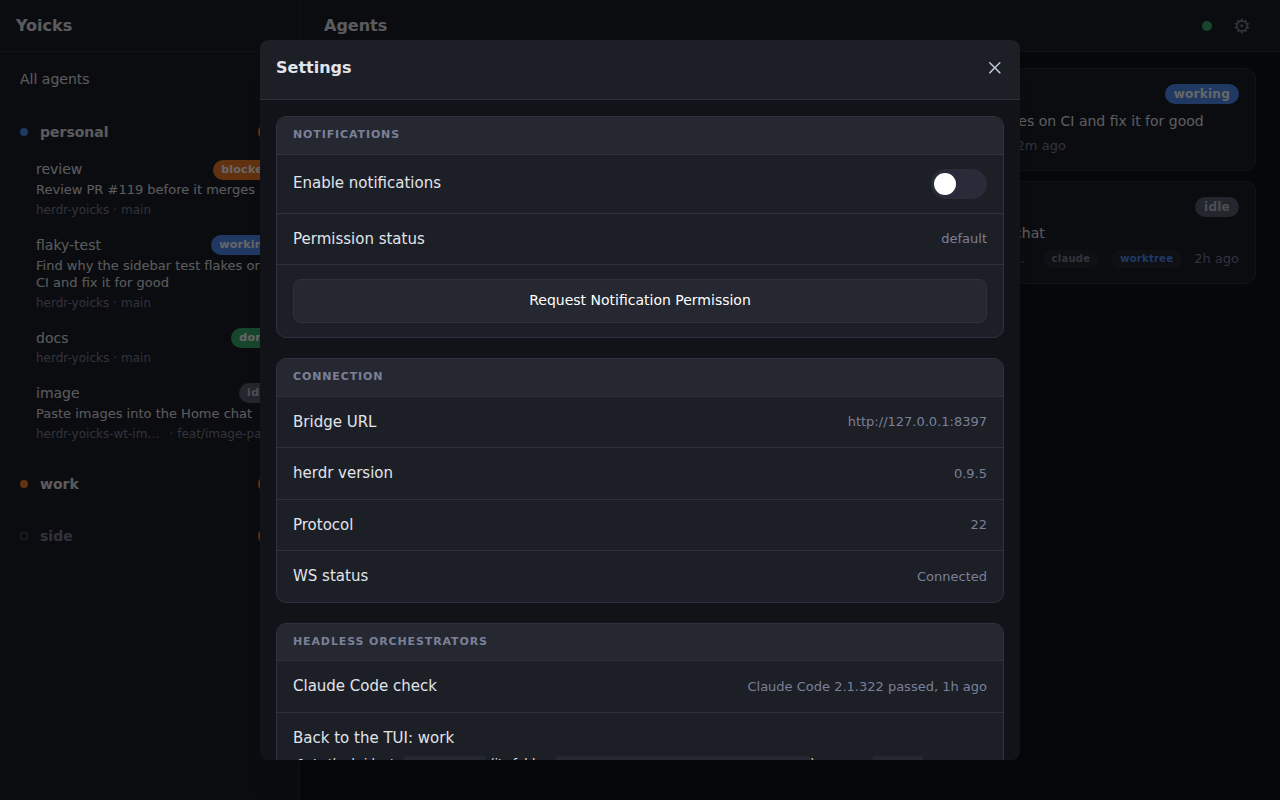 Yoicks
Agents
All agents
personal
review
blocke
Review PR #119 before it merges
herdr-yoicks · main
flaky-test
workin
Find why the sidebar test flakes or
CI and fix it for good
herdr-yoicks · main
docs
don
herdr-yoicks · main
image
id
Paste images into the Home chat
herdr-yoicks-wt-im… · feat/image-pa
work
side
Settings
NOTIFICATIONS
Enable notifications
Permission status
default
Request Notification Permission
CONNECTION
Bridge URL
http://127.0.0.1:8397
herdr version
0.9.5
Protocol
22
WS status
Connected
HEADLESS ORCHESTRATORS
Claude Code check
Claude Code 2.1.322 passed, 1h ago
Back to the TUI: work
working
es on CI and fix it for good
2m ago
idle
chat
claude
worktree
2h ago